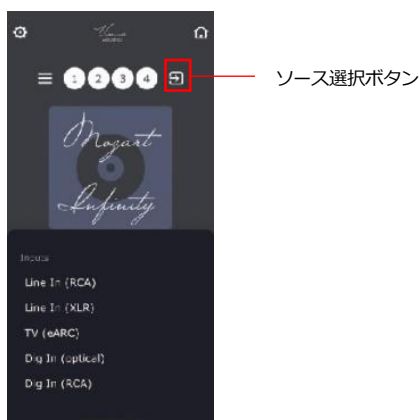 1 2 3 4
ソース選択ボタン
Mozart
Infinity
Inputs
Line In (RCA)
Line In (XLR)
TV (eARC)
Dig In (optical)
Dig In (RCA)